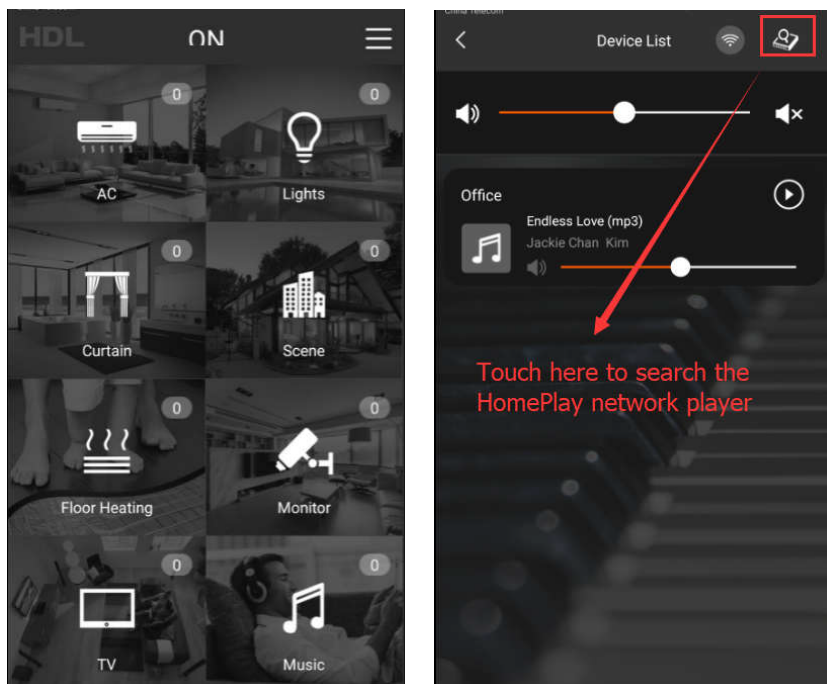 HDL
ON
0
0
AC
Lights
0
0
Curtain
Scene
0
0
Floor Heating
Monitor
0
0
TV
Music
China Telecom
Device List
Office
Endless Love (mp3)
Jackie Chan Kim
Touch here to search the
HomePlay network player